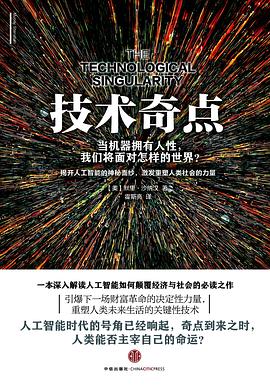 THE
TECHNOLOGICAL
SINGULARITY
技术奇点
当机器拥有人性,
我们将面对怎样的世界?
揭开人工智能的神秘面纱,激发重塑人类社会的力量
[美]默里·沙纳汉 著
霍斯亮 译
一本深入解读人工智能如何颠覆经济与社会的必读之作
引爆下一场财富革命的决定性力量,
重塑人类未来生活的关键性技术
人工智能时代的号角已经响起,奇点到来之时,
人类能否主宰自己的命运?
中信出版社·CHINACITICPRESS